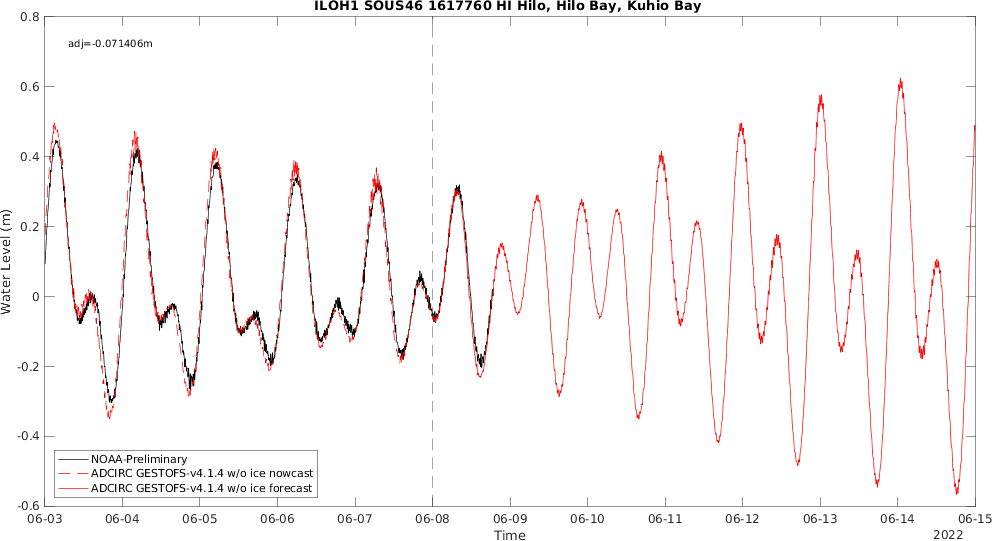 ILOH1 SOUS46 1617760 HI Hilo, Hilo Bay, Kuhio Bay
adj=-0.071406m
0.8
0.6
0.4
0.2
0
-0.2
-0.4
-0.6
Water Level (m)
NOAA-Preliminary
ADCIRC GESTOFS-v4.1.4 w/o ice nowcast
ADCIRC GESTOFS-v4.1.4 w/o ice forecast
06-03 06-04 06-05 06-06 06-07 06-08 06-09 06-10 06-11 06-12 06-13 06-14 06-15
Time
2022